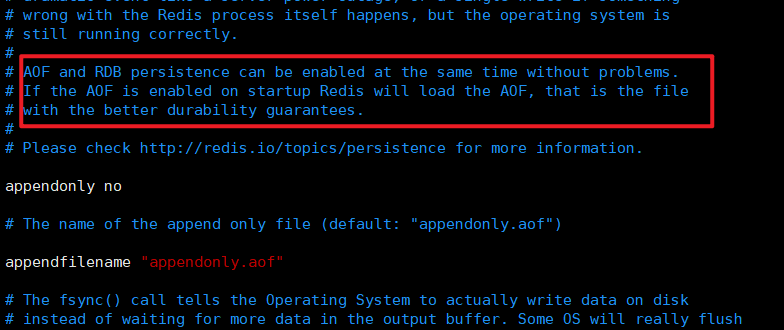 # wrong with the Redis process itself happens, but the operating system is
# still running correctly.
#
# AOF and RDB persistence can be enabled at the same time without problems.
# If the AOF is enabled on startup Redis will load the AOF, that is the file
# with the better durability guarantees.
#
# Please check http://redis.io/topics/persistence for more information.
appendonly no
# The name of the append only file (default: "appendonly.aof")
appendfilename "appendonly.aof"
# The fsync() call tells the Operating System to actually write data on disk
# instead of waiting for more data in the output buffer. Some OS will really flush